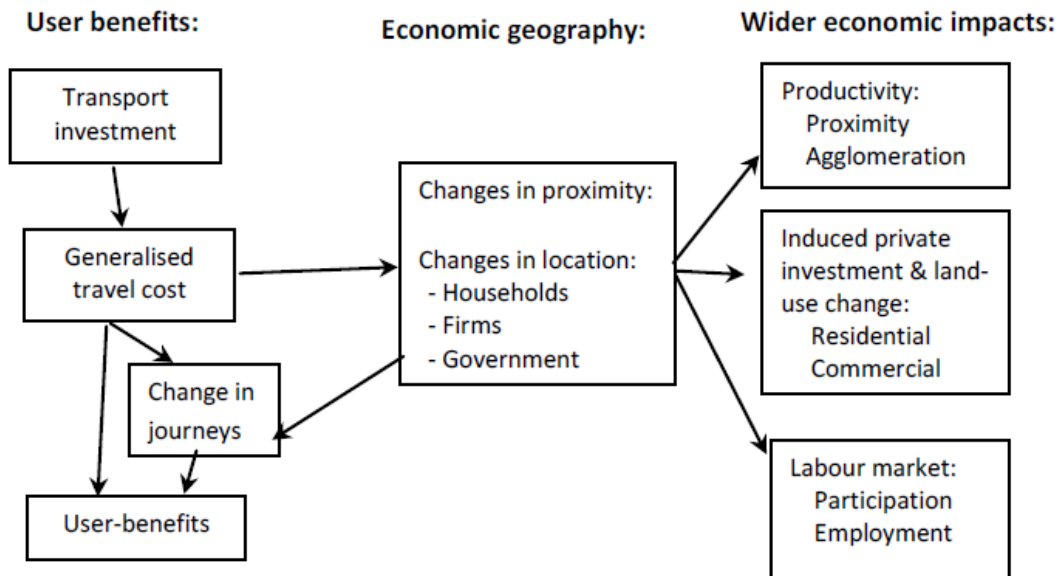 User benefits:
Economic geography:
Wider economic impacts:
Transport
investment
Generalised
travel cost
Change in
journeys
User-benefits
Changes in proximity:
Changes in location:
- Households
- Firms
- Government
Productivity:
Proximity
Agglomeration
Induced private
investment & land-
use change:
Residential
Commercial
Labour market:
Participation
Employment